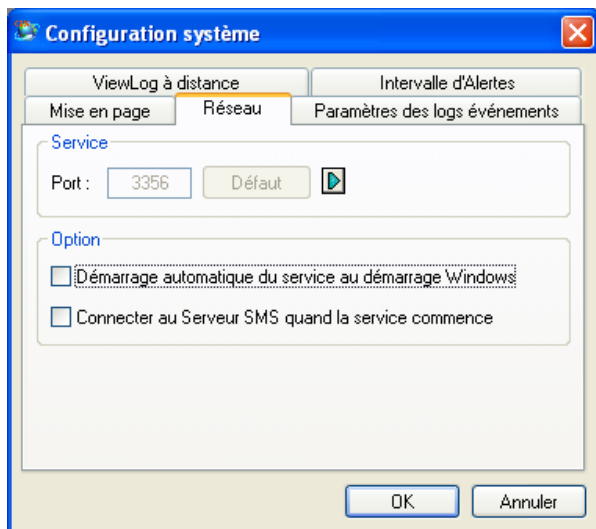 Configuration système
ViewLog à distance
Intervalle d'Alertes
Mise en page
Réseau
Paramètres des logs événements
Service
Port :
3356
Défaut
Option
Démarrage automatique du service au démarrage Windows
Connecter au Serveur SMS quand la service commence
OK
Annuler